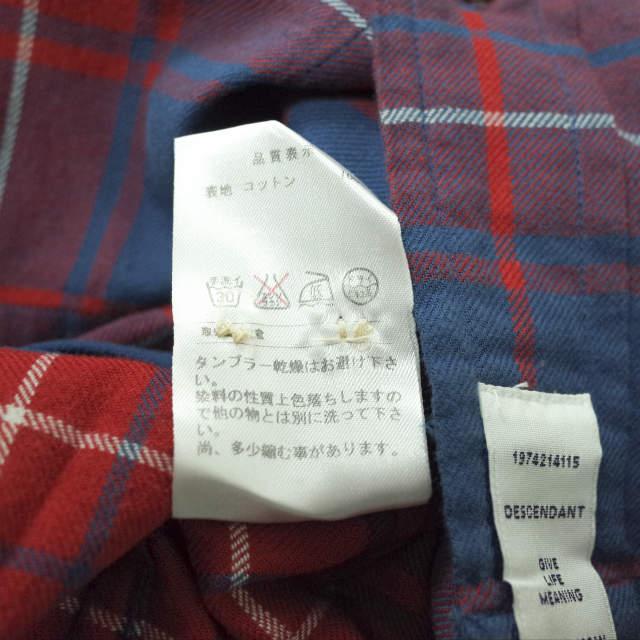 品質表示
表地 コットン
タンブラー乾燥はお避け下さ
い。
染料の性質上色落ちしますの
で他の物とは別に洗って下さ
い。
尚、多少縮む事が有ります。
1974214115
DESCENDANT
GIVE
LIFE
MEANING